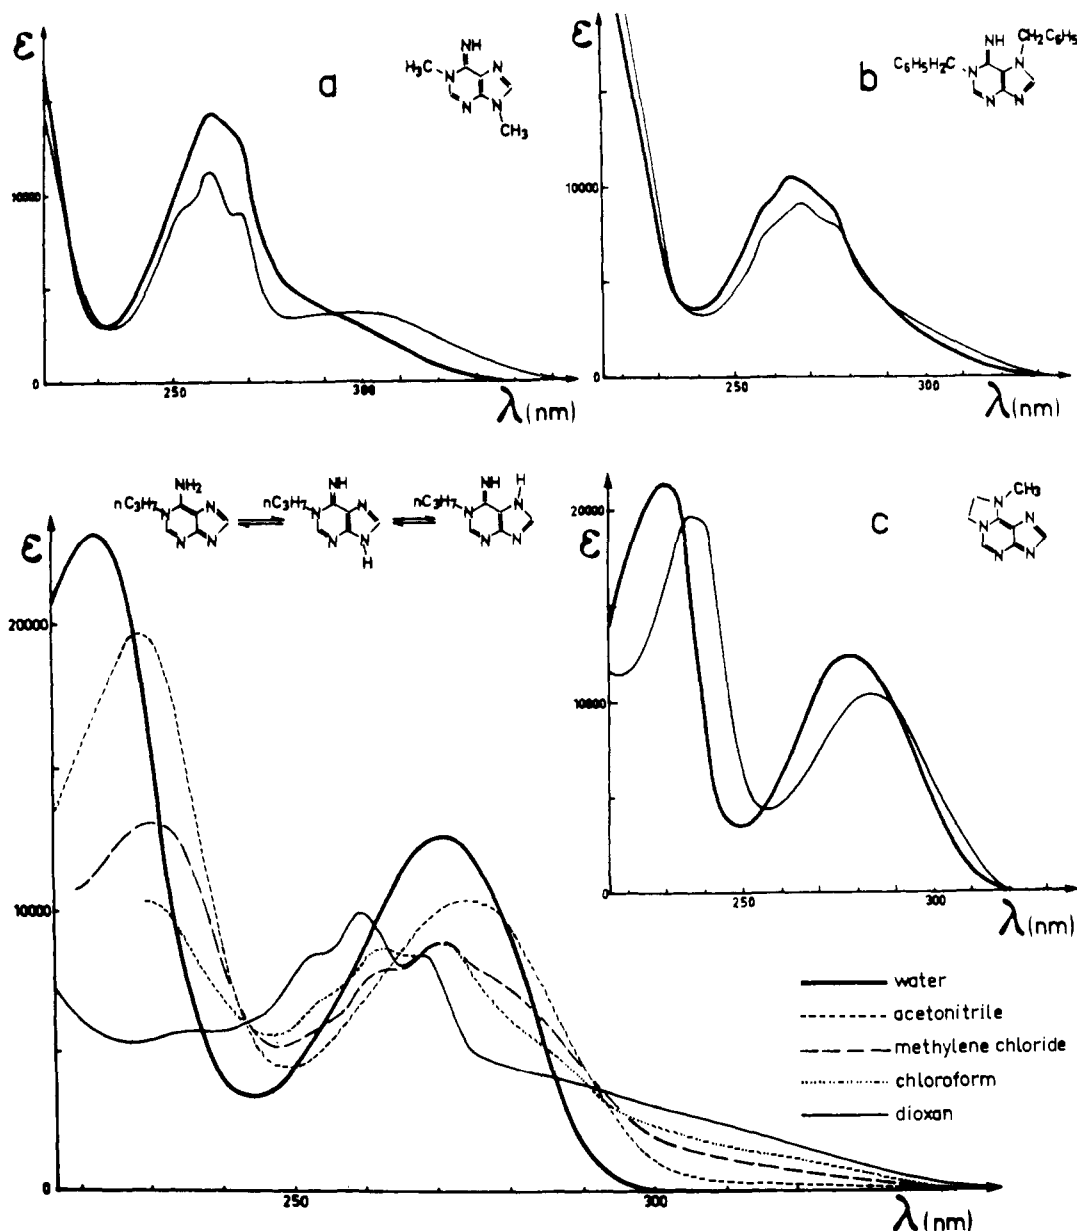 ε
a
NH
H₃C
N
N
N
N
CH₃
10000
0
250
300
λ(nm)
ε
b
NH
CH₂C₆H₅
C₆H₅H₂C
N
N
N
N
10000
0
250
300
λ(nm)
NH₂
nC₃H₇
N
N
N
N
NH
nC₃H₇
N
N
N
N
H
NH
H
nC₃H₇
N
N
N
N
ε
20000
10000
0
250
300
λ(nm)
ε
c
N
CH₃
N
N
N
N
20000
10000
0
250
300
λ(nm)
water
acetonitrile
methylene chloride
chloroform
dioxan